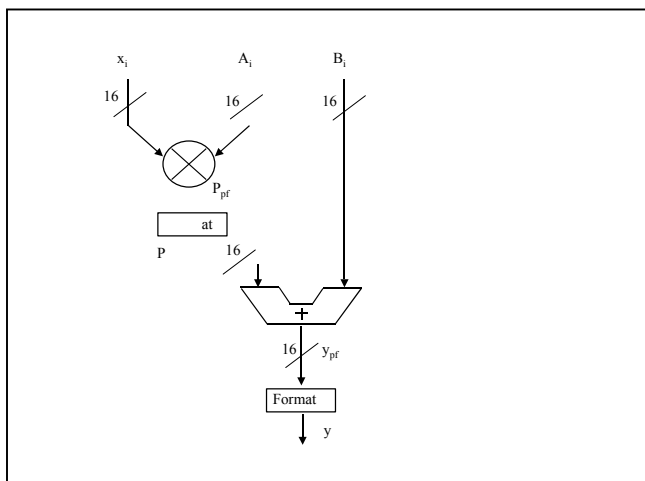 xᵢ Aᵢ Bᵢ
16 16 16
Pₚf
at
P 16
+
16 yₚf
Format
y